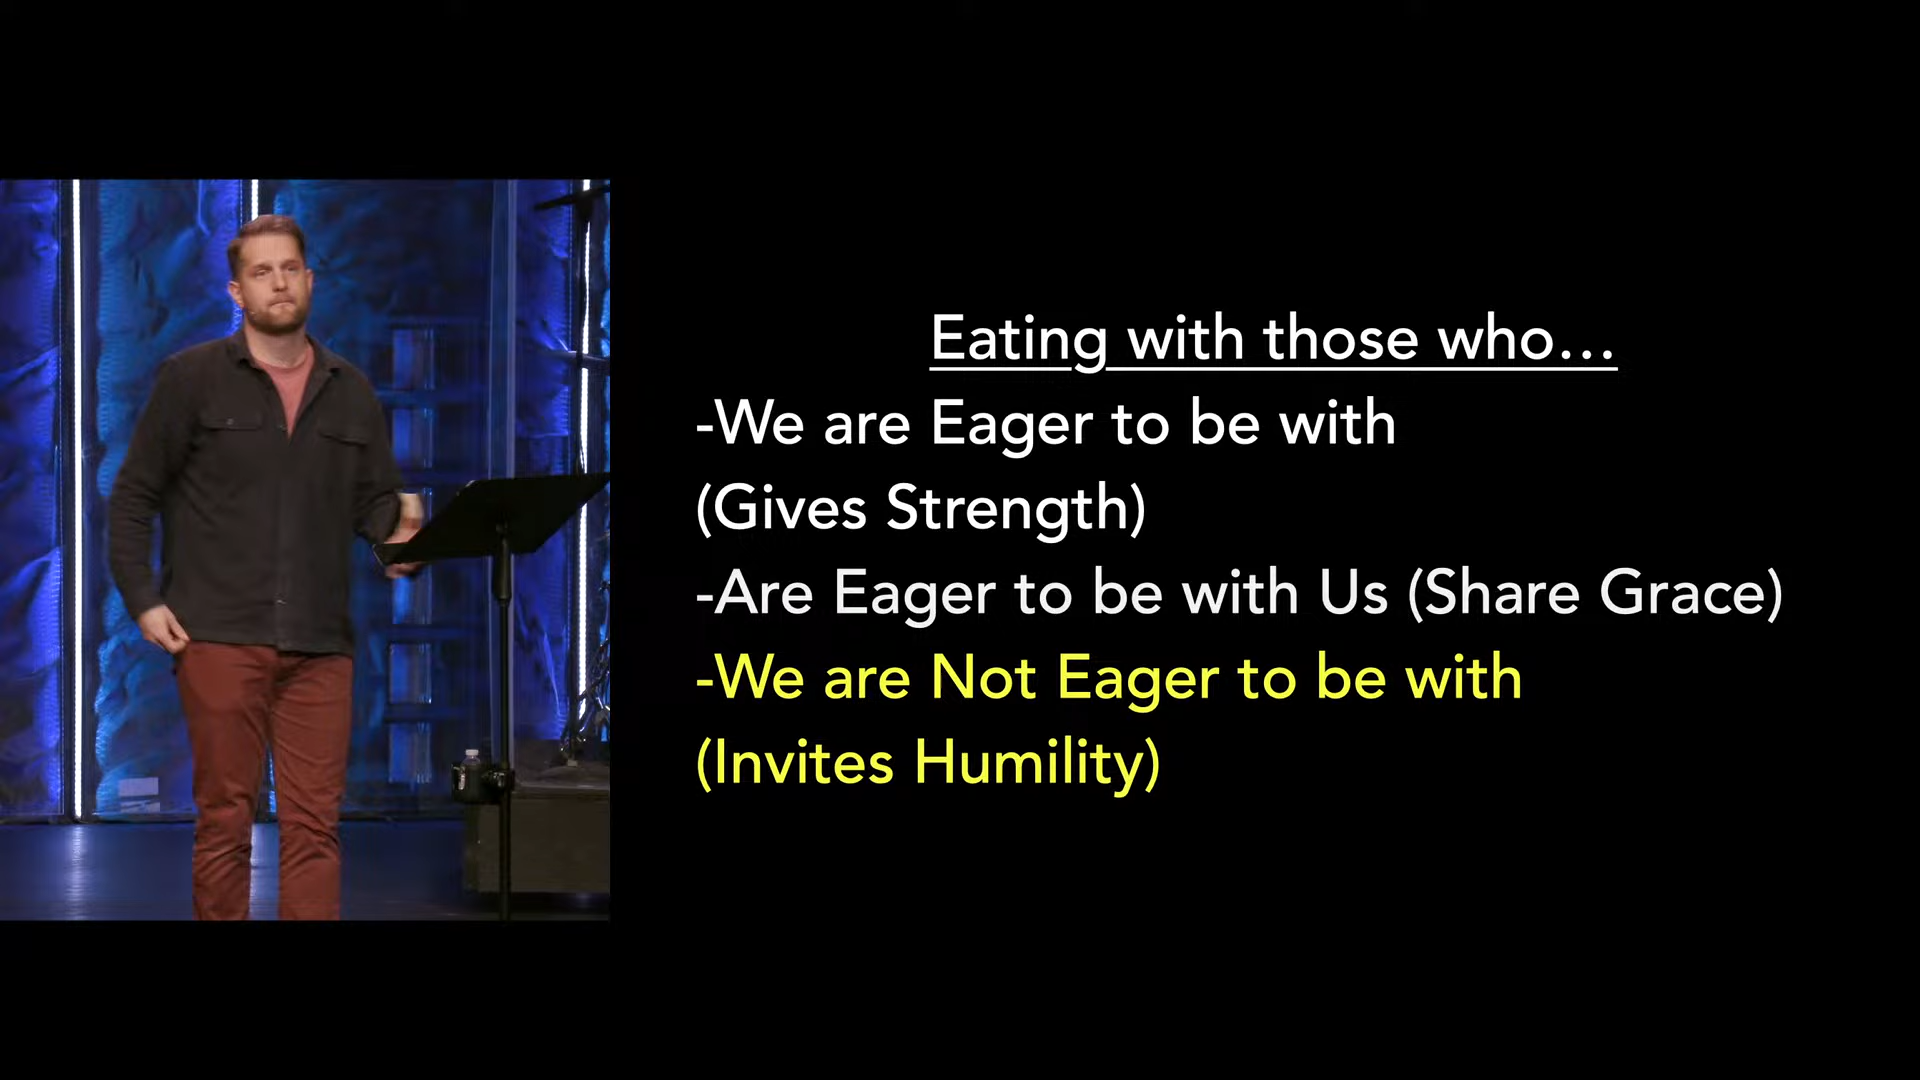 Eating with those who...
-We are Eager to be with
(Gives Strength)
-Are Eager to be with Us (Share Grace)
-We are Not Eager to be with
(Invites Humility)